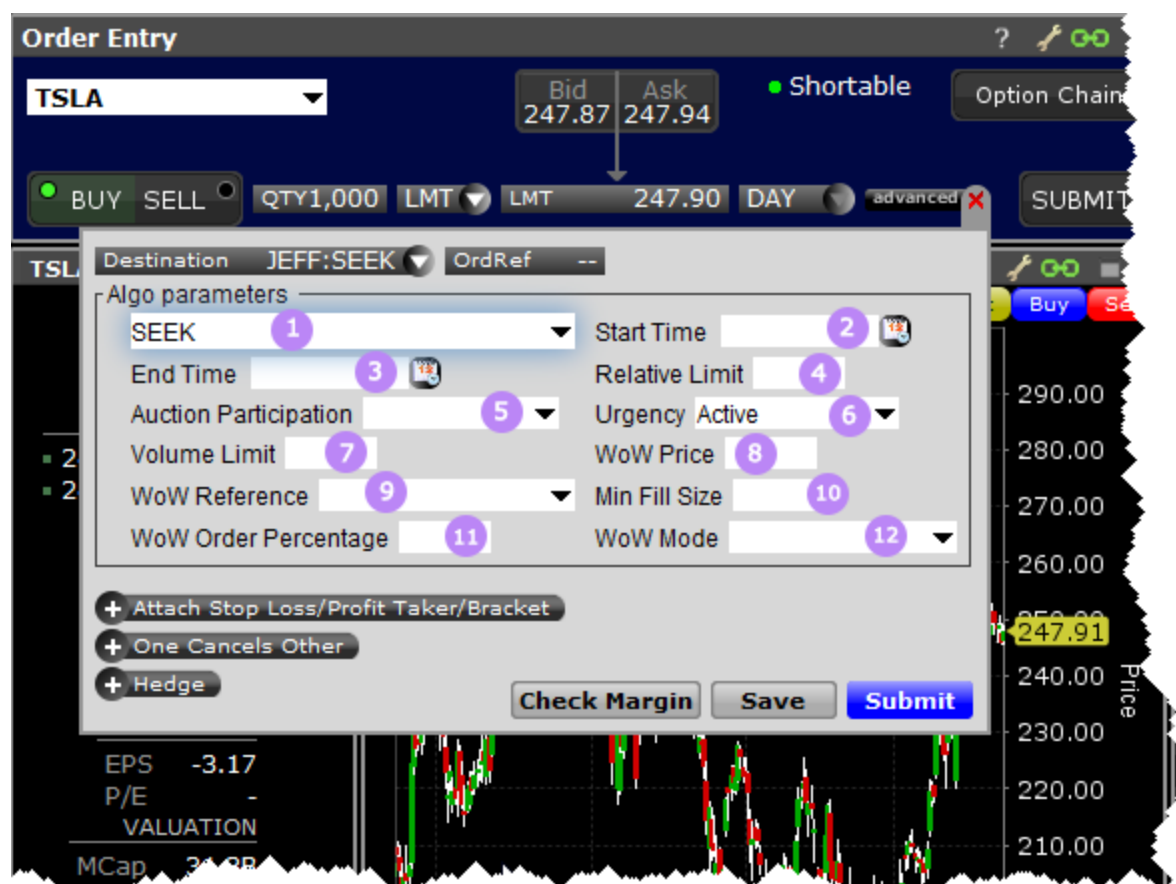 Order Entry ?
TSLA Bid Ask Shortable Option Chain
247.87 247.94
BUY SELL QTY1,000 LMT LMT 247.90 DAY advanced SUBMIT
Destination JEFF:SEEK OrdRef --
TSL
Algo parameters
Buy Se
SEEK 1 Start Time 2
End Time 3 Relative Limit 4
290.00
Auction Participation 5 Urgency Active 6
Volume Limit 7 WoW Price 8
280.00
WoW Reference 9 Min Fill Size 10
270.00
WoW Order Percentage 11 WoW Mode 12
260.00
Attach Stop Loss/Profit Taker/Bracket
247.91
One Cancels Other
240.00
Hedge
Price
Check Margin Save Submit
230.00
EPS -3.17
P/E -
220.00
VALUATION
210.00
MCap